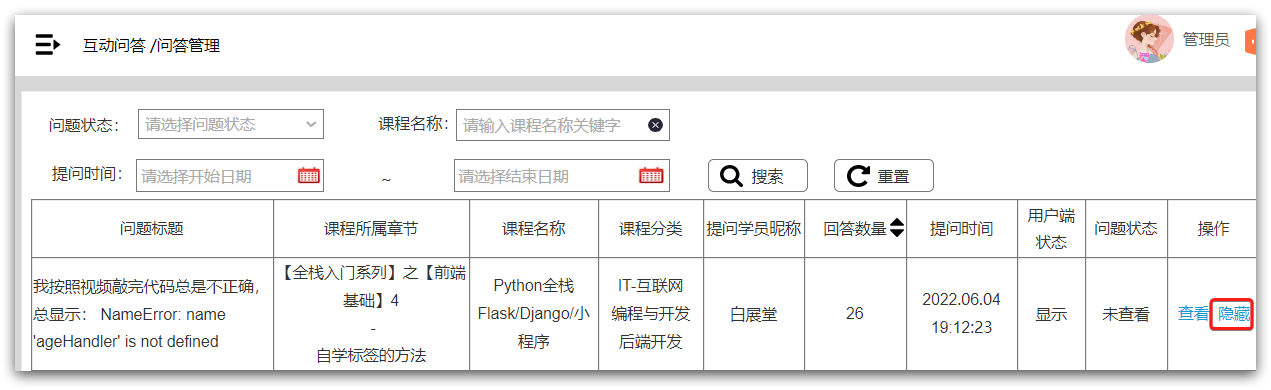 互动问答 /问答管理
管理员
问题状态： 请选择问题状态 课程名称： 请输入课程名称关键字
提问时间： 请选择开始日期 ~ 请选择结束日期 搜索 重置
问题标题 课程所属章节 课程名称 课程分类 提问学员昵称 回答数量 提问时间 用户端状态 问题状态 操作
我按照视频敲完代码总是不正确，
总显示： NameError: name
'ageHandler' is not defined
【全栈入门系列】之【前端
基础】4
-
自学标签的方法
Python全栈
Flask/Django/小
程序
IT-互联网
编程与开发
后端开发
白展堂
26
2022.06.04
19:12:23
显示
未查看
查看 隐藏